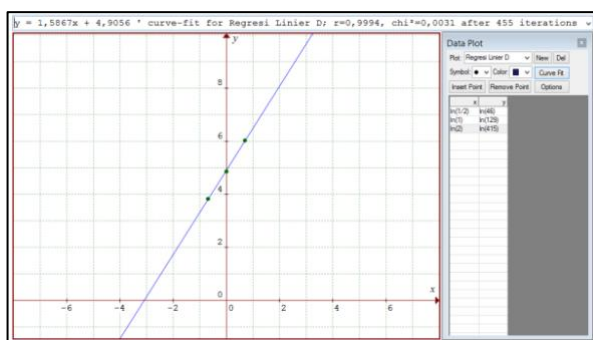 y = 1,5867x + 4,9056 ' curve-fit for Regresi Linier D; r=0,9994, chi²=0,0031 after 455 iterations
Data Plot
Plot: Regresi Linier D New Del
Symbol: Color: Curve Fit
Insert Point Remove Point Options
x y
ln(1/2) ln(46)
ln(1) ln(129)
ln(2) ln(415)
y
8
6
4
2
0
x
-6 -4 -2 0 2 4 6